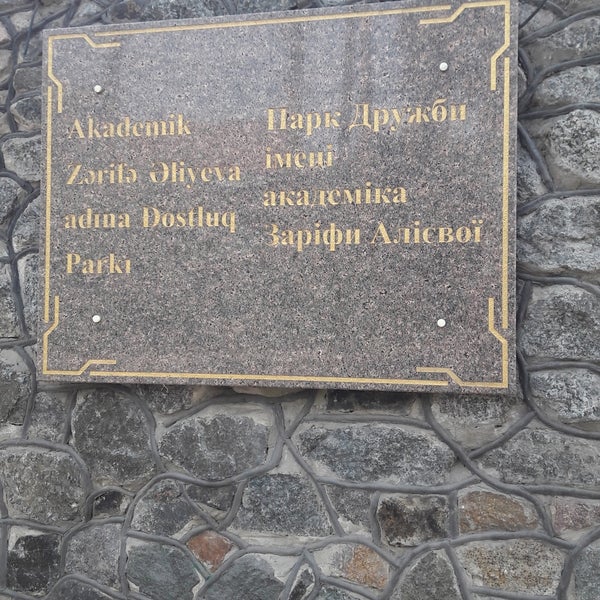 Akademik
Zərifə Əliyeva
adına Dostluq
Parkı
Парк Дружби
імені
академіка
Заріфи Алієвої